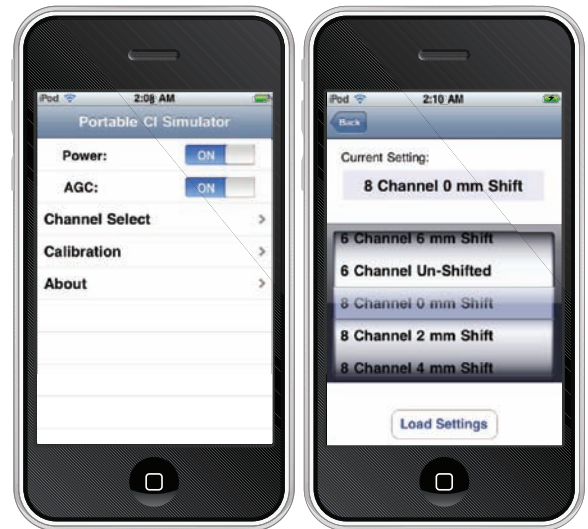 iPod 2:08 AM
Portable CI Simulator
Power: ON
AGC: ON
Channel Select >
Calibration >
About >
iPod 2:10 AM
Back
Current Setting:
8 Channel 0 mm Shift
6 Channel 6 mm Shift
6 Channel Un-Shifted
8 Channel 0 mm Shift
8 Channel 2 mm Shift
8 Channel 4 mm Shift
Load Settings